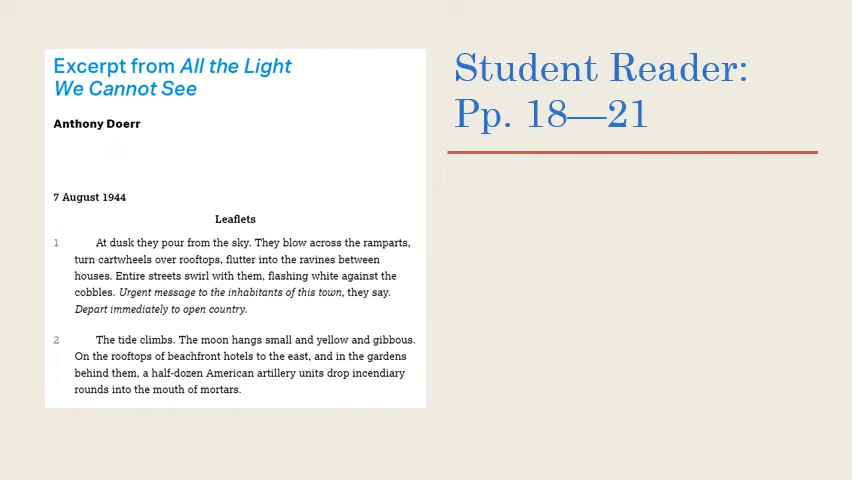 Excerpt from All the Light
We Cannot See
Anthony Doerr
7 August 1944
Leaflets
1 At dusk they pour from the sky. They blow across the ramparts,
turn cartwheels over rooftops, flutter into the ravines between
houses. Entire streets swirl with them, flashing white against the
cobbles. Urgent message to the inhabitants of this town, they say.
Depart immediately to open country.
2 The tide climbs. The moon hangs small and yellow and gibbous.
On the rooftops of beachfront hotels to the east, and in the gardens
behind them, a half-dozen American artillery units drop incendiary
rounds into the mouth of mortars.
Student Reader:
Pp. 18—21